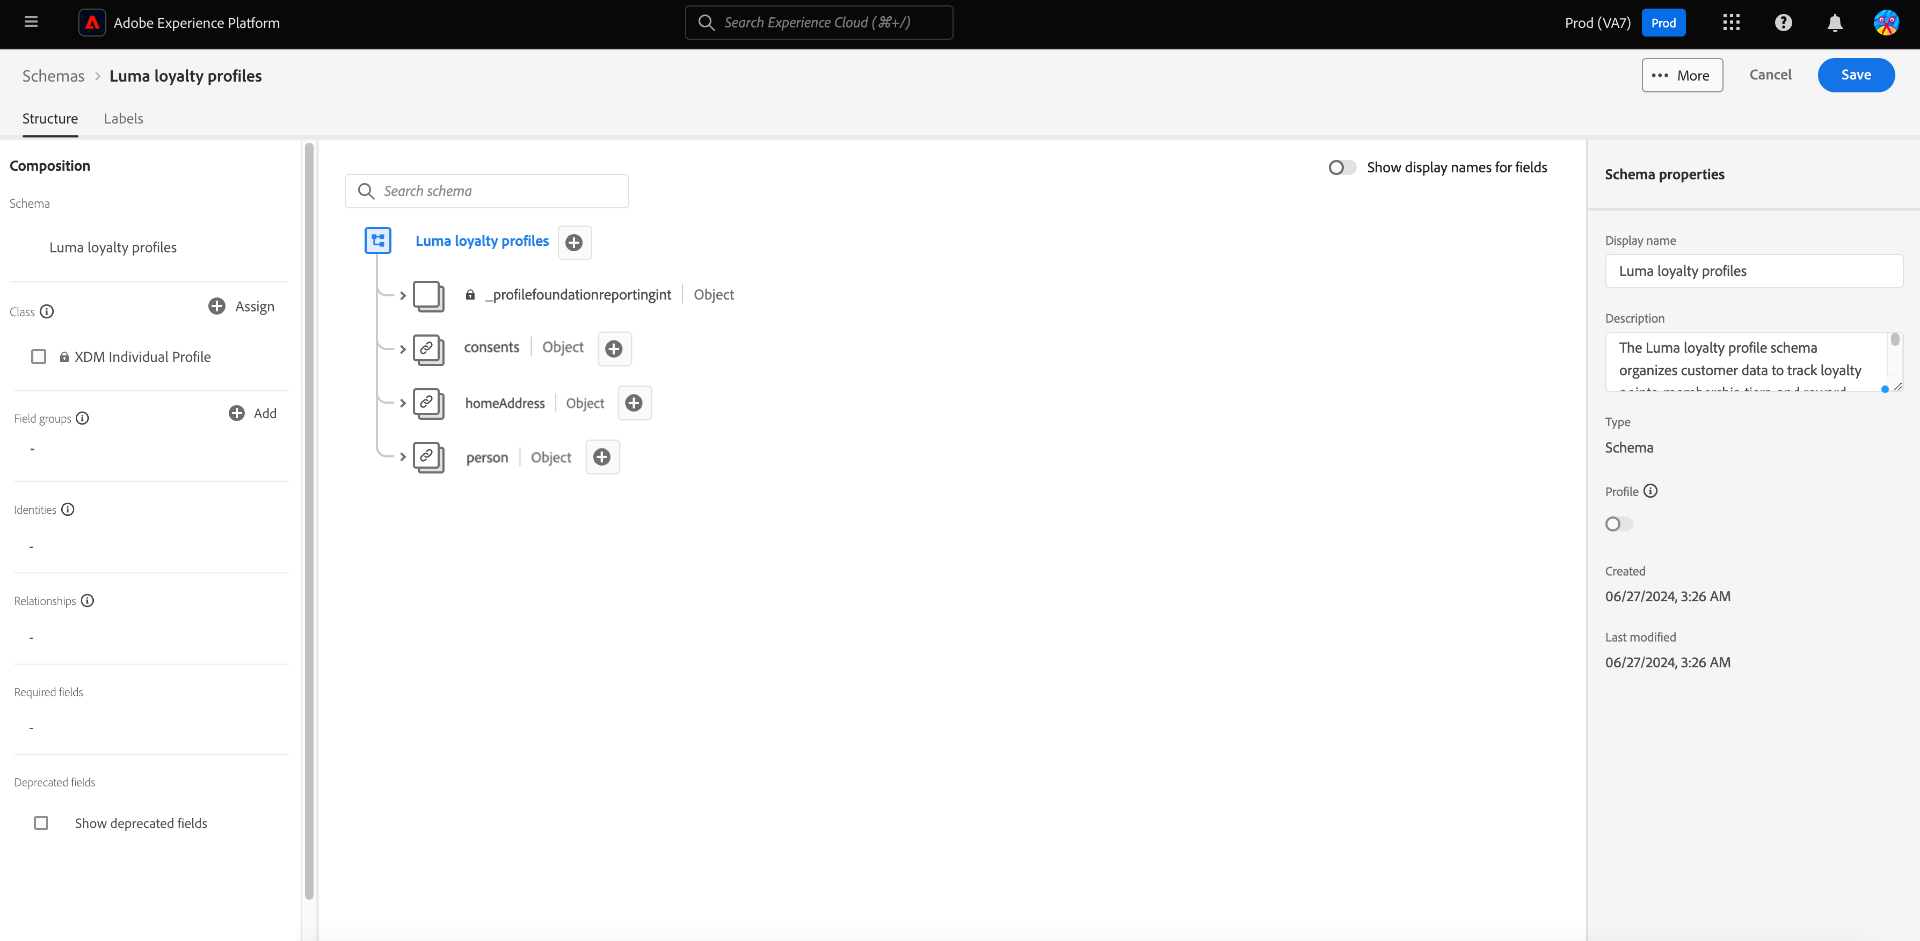 Adobe Experience Platform
Search Experience Cloud (⌘+/)
Prod (VA7)
Prod
Schemas > Luma loyalty profiles
More
Cancel
Save
Structure
Labels
Composition
Schema
Luma loyalty profiles
Class
Assign
XDM Individual Profile
Field groups
Add
-
Identities
-
Relationships
-
Required fields
-
Deprecated fields
Show deprecated fields
Show display names for fields
Search schema
Luma loyalty profiles
_profilefoundationreportingint | Object
consents | Object
homeAddress | Object
person | Object
Schema properties
Display name
Luma loyalty profiles
Description
The Luma loyalty profile schema
organizes customer data to track loyalty
points, membership tiers, and reward
Type
Schema
Profile
Created
06/27/2024, 3:26 AM
Last modified
06/27/2024, 3:26 AM